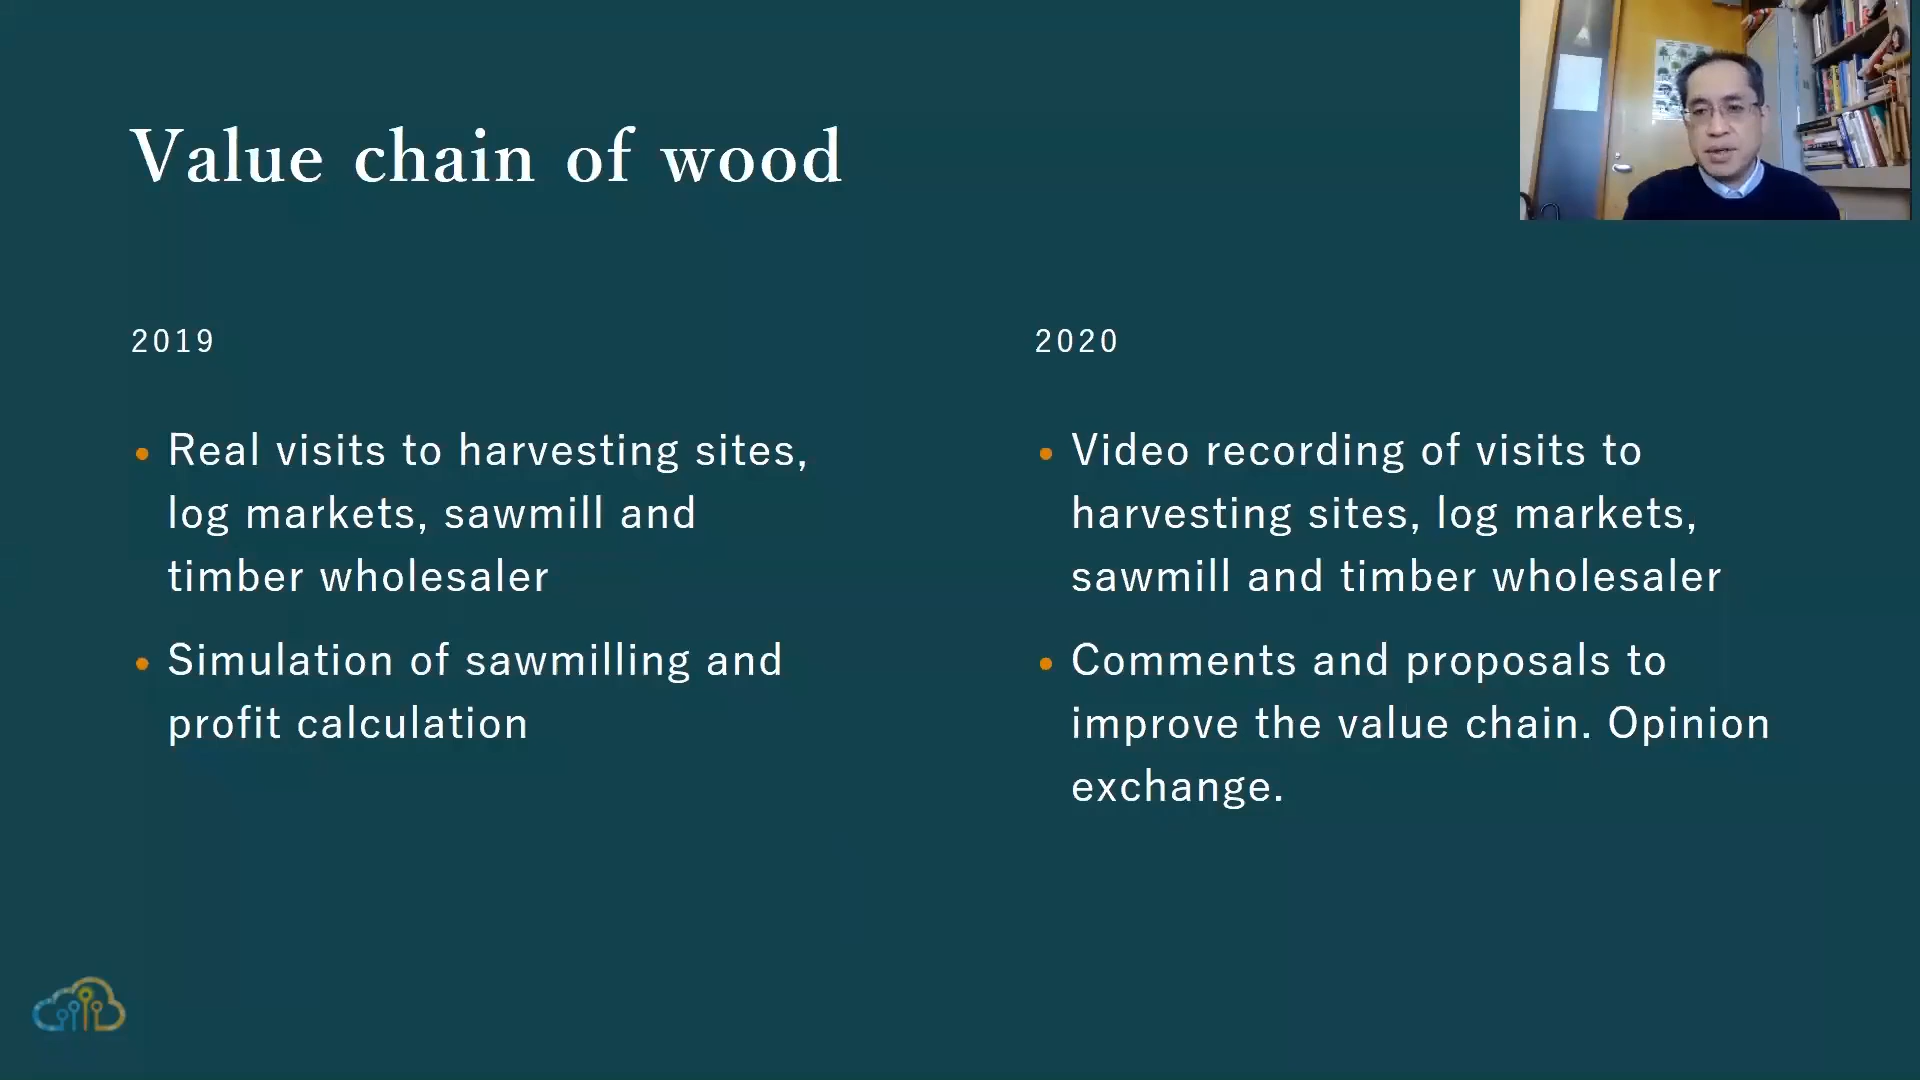 Value chain of wood
2019
Real visits to harvesting sites,
log markets, sawmill and
timber wholesaler
Simulation of sawmilling and
profit calculation
2020
Video recording of visits to
harvesting sites, log markets,
sawmill and timber wholesaler
Comments and proposals to
improve the value chain. Opinion
exchange.